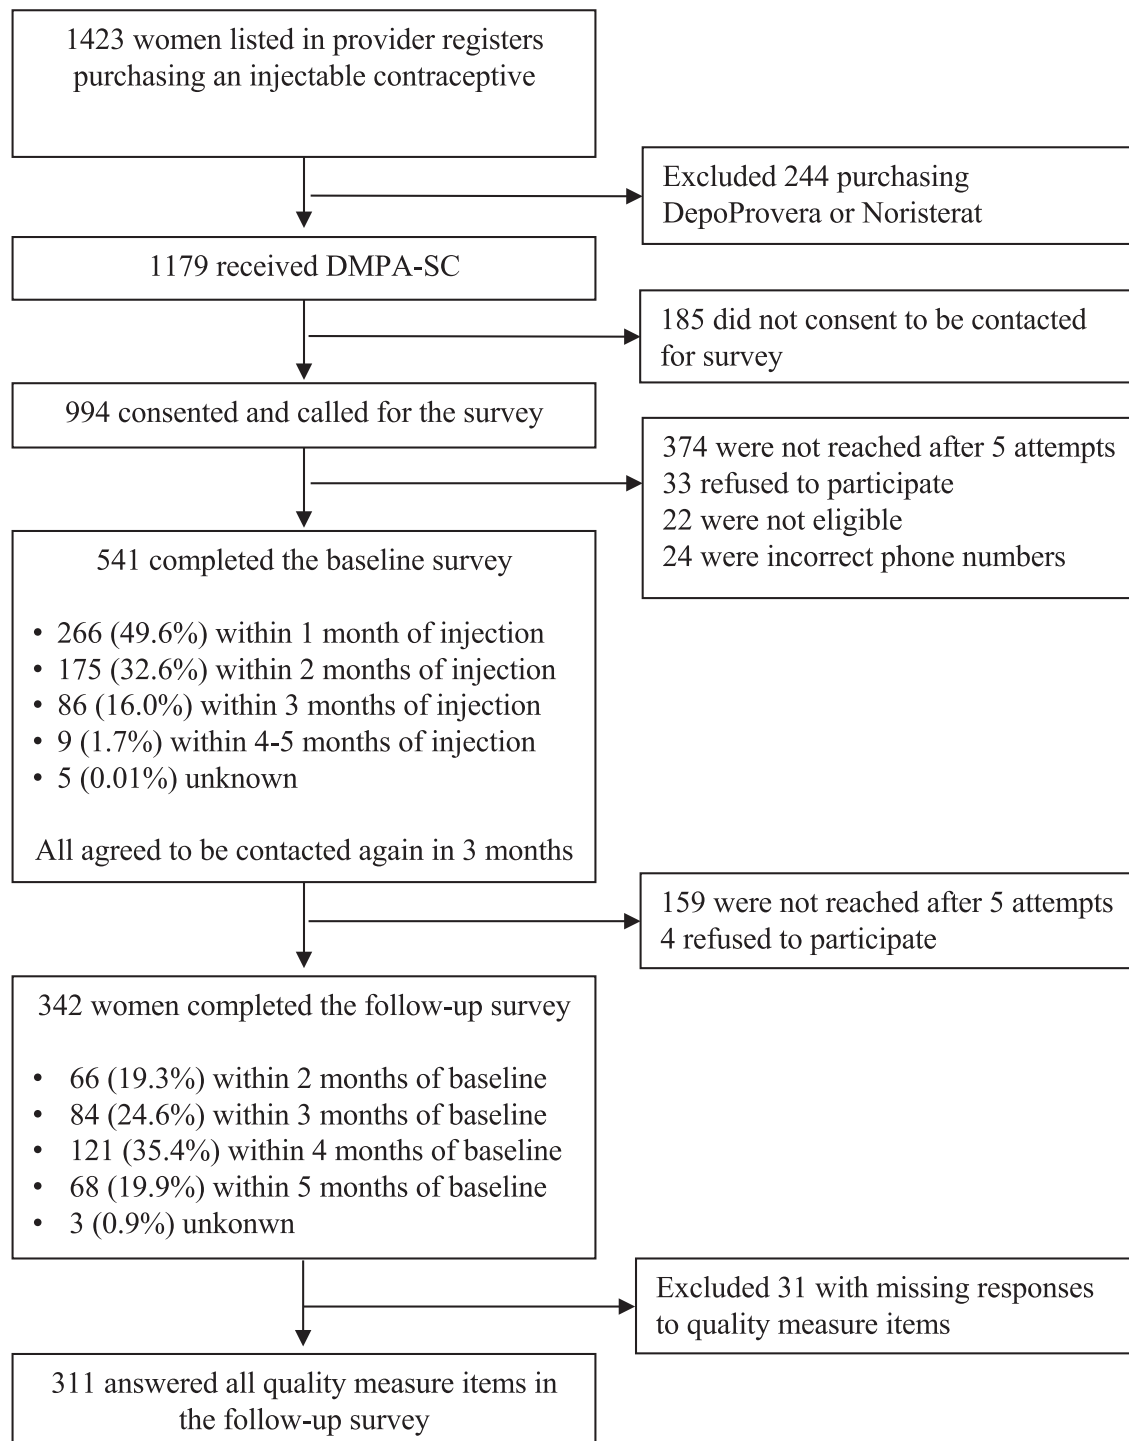 1423 women listed in provider registers
purchasing an injectable contraceptive
Excluded 244 purchasing
DepoProvera or Noristerat
1179 received DMPA-SC
185 did not consent to be contacted
for survey
994 consented and called for the survey
374 were not reached after 5 attempts
33 refused to participate
22 were not eligible
24 were incorrect phone numbers
541 completed the baseline survey
• 266 (49.6%) within 1 month of injection
• 175 (32.6%) within 2 months of injection
• 86 (16.0%) within 3 months of injection
• 9 (1.7%) within 4-5 months of injection
• 5 (0.01%) unknown
All agreed to be contacted again in 3 months
159 were not reached after 5 attempts
4 refused to participate
342 women completed the follow-up survey
• 66 (19.3%) within 2 months of baseline
• 84 (24.6%) within 3 months of baseline
• 121 (35.4%) within 4 months of baseline
• 68 (19.9%) within 5 months of baseline
• 3 (0.9%) unkonwn
Excluded 31 with missing responses
to quality measure items
311 answered all quality measure items in
the follow-up survey